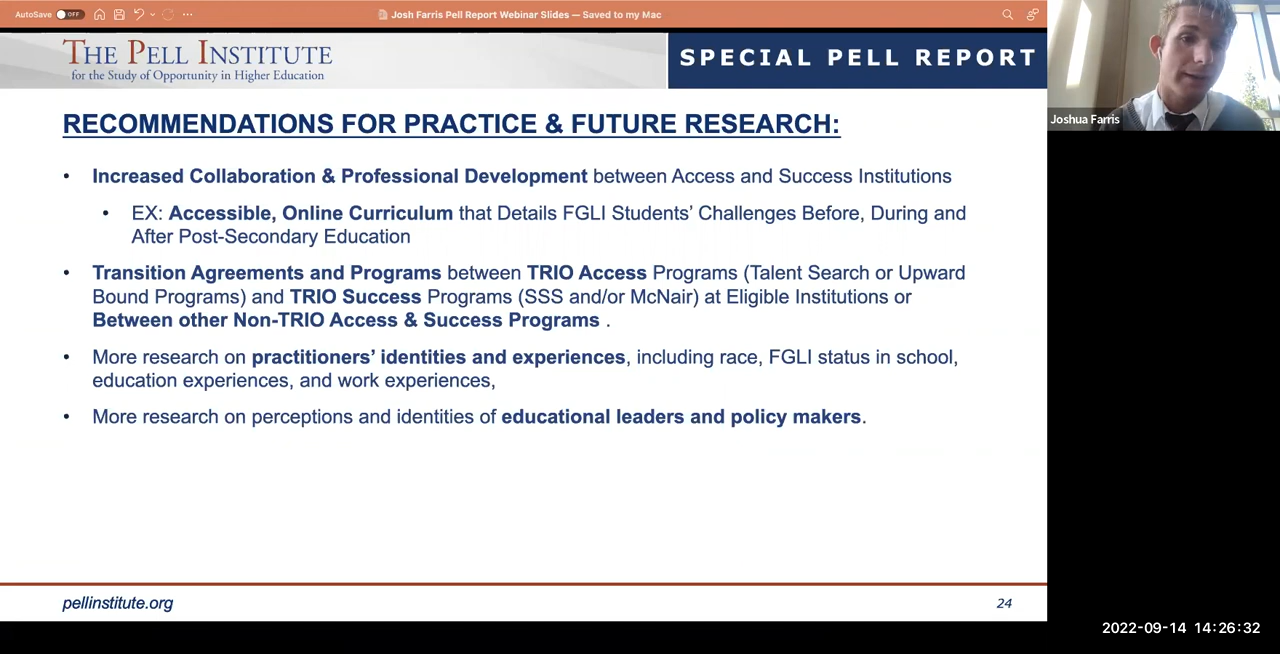 AutoSave OFF
Josh Farris Pell Report Webinar Slides — Saved to my Mac
THE PELL INSTITUTE
for the Study of Opportunity in Higher Education
SPECIAL PELL REPORT
Joshua Farris
RECOMMENDATIONS FOR PRACTICE & FUTURE RESEARCH:
• Increased Collaboration & Professional Development between Access and Success Institutions
• EX: Accessible, Online Curriculum that Details FGLI Students’ Challenges Before, During and
After Post-Secondary Education
• Transition Agreements and Programs between TRIO Access Programs (Talent Search or Upward
Bound Programs) and TRIO Success Programs (SSS and/or McNair) at Eligible Institutions or
Between other Non-TRIO Access & Success Programs .
• More research on practitioners’ identities and experiences, including race, FGLI status in school,
education experiences, and work experiences,
• More research on perceptions and identities of educational leaders and policy makers.
pellinstitute.org
24
2022-09-14 14:26:32